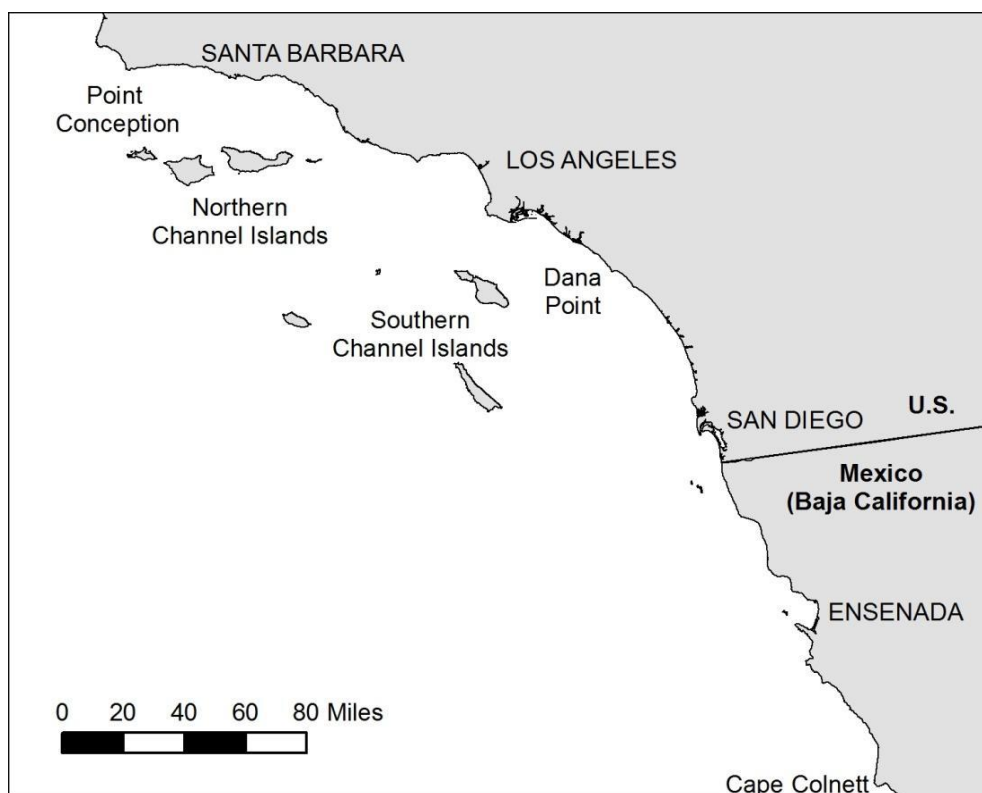 SANTA BARBARA
Point
Conception
LOS ANGELES
Northern
Channel Islands
Dana
Point
Southern
Channel Islands
U.S.
SAN DIEGO
Mexico
(Baja California)
ENSENADA
0 20 40 60 80 Miles
Cape Colnett